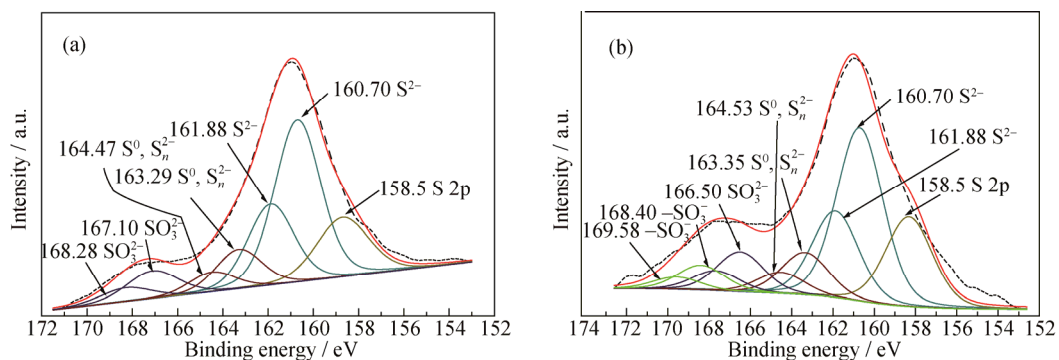 (a)
160.70 S²⁻
161.88 S²⁻
164.47 S⁰, Sₙ²⁻
163.29 S⁰, Sₙ²⁻
158.5 S 2p
167.10 SO₃²⁻
168.28 SO₃²⁻
Intensity / a.u.
172 170 168 166 164 162 160 158 156 154 152
Binding energy / eV
(b)
164.53 S⁰, Sₙ²⁻
160.70 S²⁻
161.88 S²⁻
163.35 S⁰, Sₙ²⁻
166.50 SO₃²⁻
158.5 S 2p
168.40 –SO₃⁻
169.58 –SO₃⁻
Intensity / a.u.
174 172 170 168 166 164 162 160 158 156 154 152
Binding energy / eV